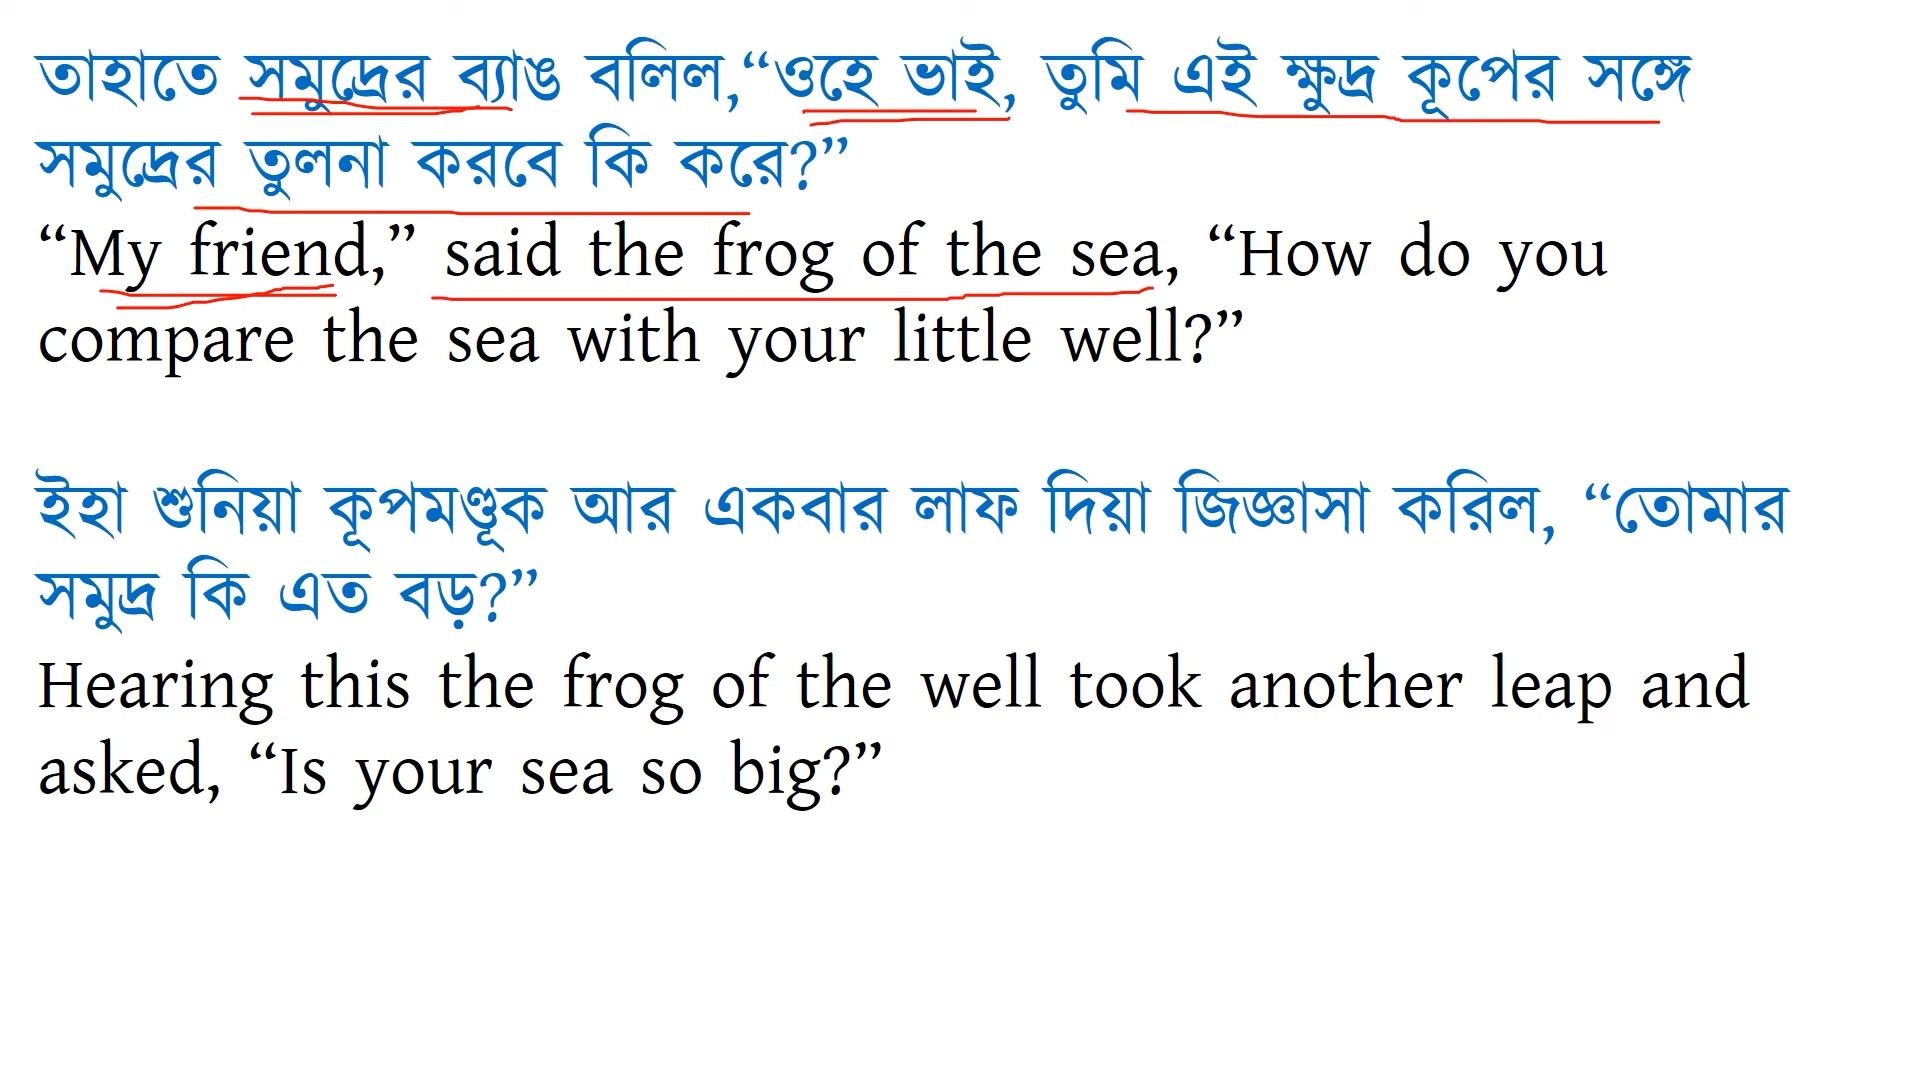 তাহাতে সমুদ্রের ব্যাঙ বলিল,“ওহে ভাই, তুমি এই ক্ষুদ্র কূপের সঙ্গে
সমুদ্রের তুলনা করবে কি করে?”
“My friend,” said the frog of the sea, “How do you
compare the sea with your little well?”
ইহা শুনিয়া কূপমণ্ডূক আর একবার লাফ দিয়া জিজ্ঞাসা করিল, “তোমার
সমুদ্র কি এত বড়?”
Hearing this the frog of the well took another leap and
asked, “Is your sea so big?”